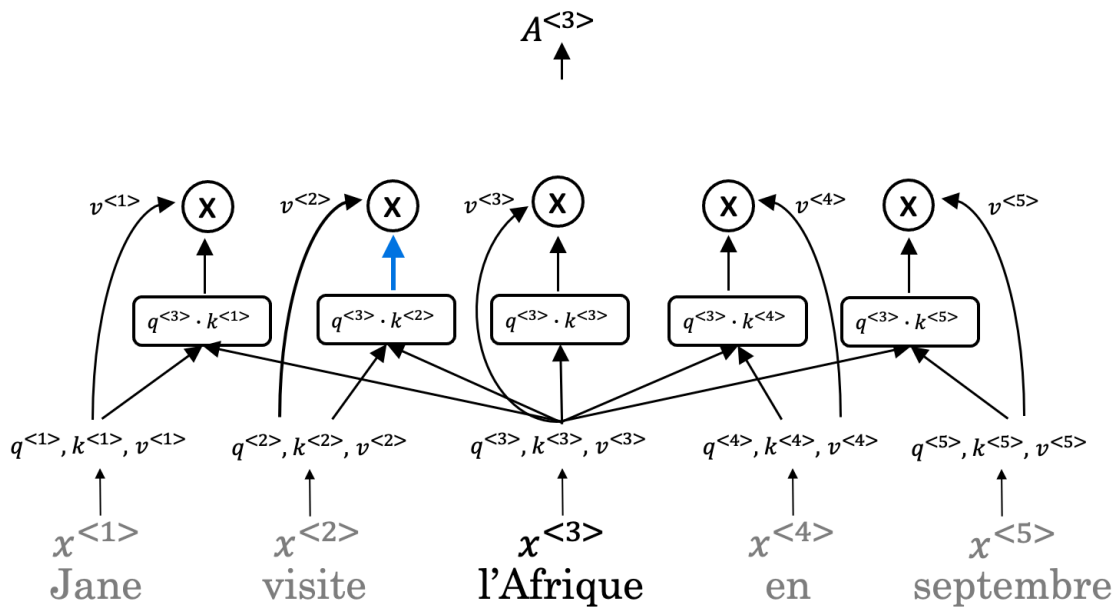 A<3>
v<1> X v<2> X v<3> X X v<4> X v<5>
q<3> · k<1> q<3> · k<2> q<3> · k<3> q<3> · k<4> q<3> · k<5>
q<1>, k<1>, v<1> q<2>, k<2>, v<2> q<3>, k<3>, v<3> q<4>, k<4>, v<4> q<5>, k<5>, v<5>
x<1> x<2> x<3> x<4> x<5>
Jane visite l'Afrique en septembre